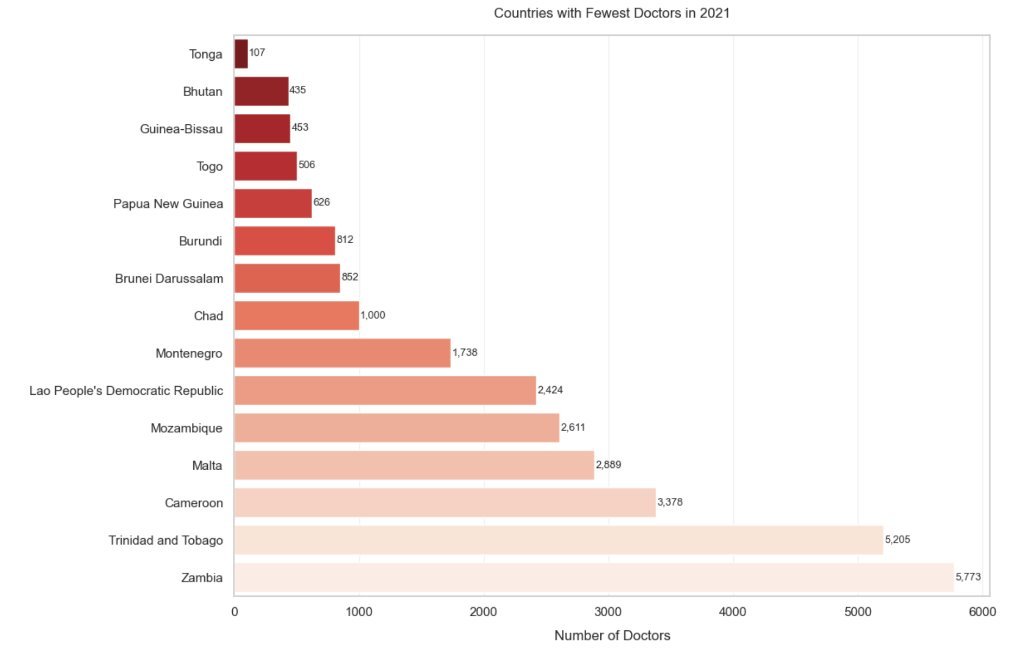 Countries with Fewest Doctors in 2021
Tonga 107
Bhutan 435
Guinea-Bissau 453
Togo 506
Papua New Guinea 626
Burundi 812
Brunei Darussalam 852
Chad 1,000
Montenegro 1,738
Lao People's Democratic Republic 2,424
Mozambique 2,611
Malta 2,889
Cameroon 3,378
Trinidad and Tobago 5,205
Zambia 5,773
0 1000 2000 3000 4000 5000 6000
Number of Doctors